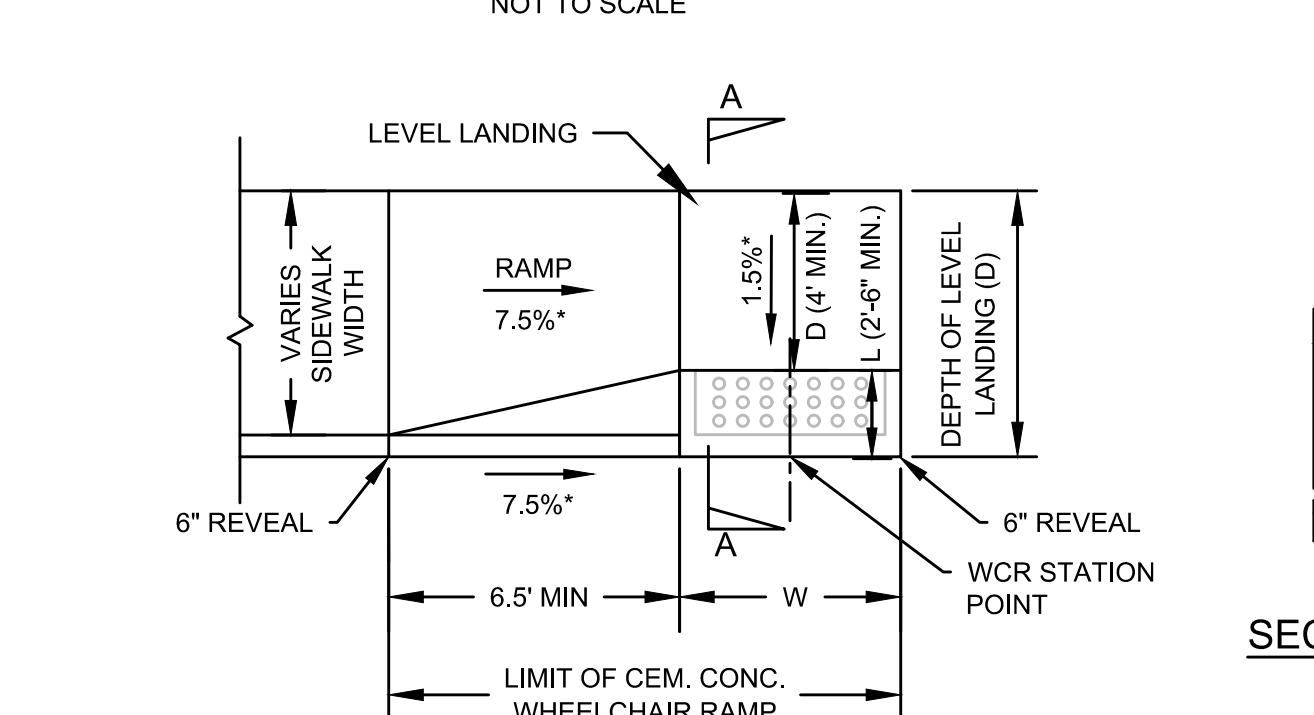 NOT TO SCALE
A
LEVEL LANDING
VARIES
SIDEWALK
WIDTH
RAMP
7.5%*
1.5%*
D (4' MIN.)
L (2'-6" MIN.)
DEPTH OF LEVEL
LANDING (D)
7.5%*
6" REVEAL
A
6" REVEAL
WCR STATION
POINT
6.5' MIN
W
SEC
LIMIT OF CEM. CONC.
WHEELCHAIR RAMP